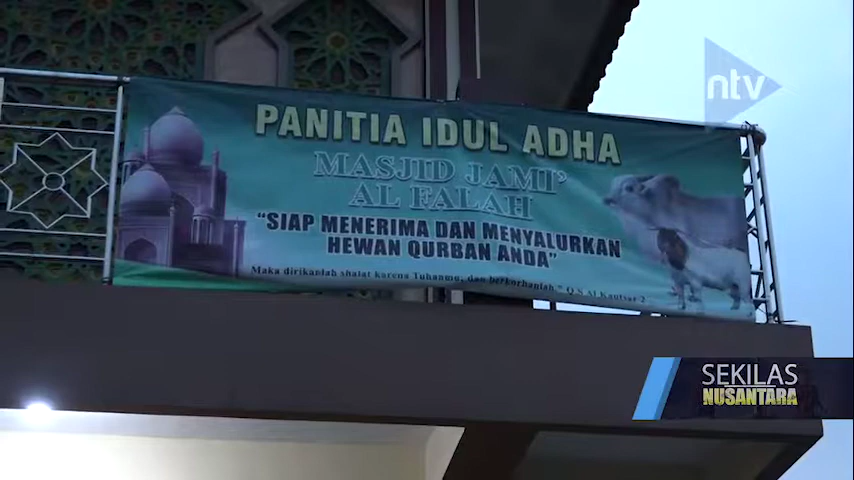 ntv
PANITIA IDUL ADHA
MASJID JAMI'
AL FALAH
"SIAP MENERIMA DAN MENYALURKAN
HEWAN QURBAN ANDA"
"Maka dirikanlah shalat karena Tuhanmu, dan berkorbanlah." Q.S. al Kautsar 2
SEKILAS
NUSANTARA